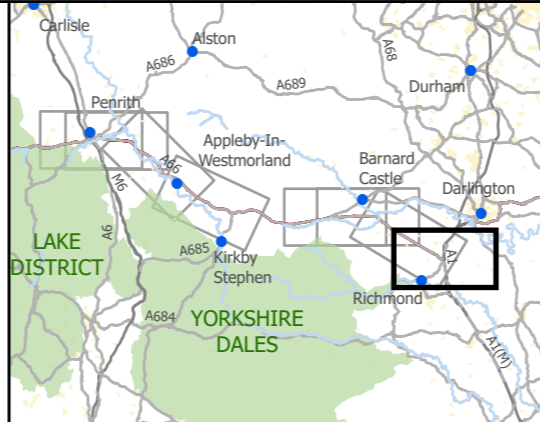 Carlisle
Alston
A686
A68
A689
Durham
Penrith
Appleby-In-
Westmorland
A66
Barnard
Castle
Darlington
M6
A6
LAKE
DISTRICT
A685
Kirkby
Stephen
A1
Richmond
A684
YORKSHIRE
DALES
A1(M)